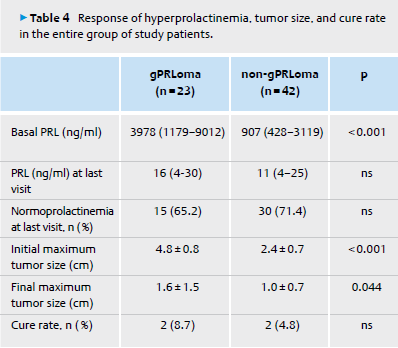 ▶ Table 4 Response of hyperprolactinemia, tumor size, and cure rate
in the entire group of study patients.
gPRLoma non-gPRLoma p
(n = 23) (n = 42)
Basal PRL (ng/ml) 3978 (1179–9012) 907 (428–3119) <0.001
PRL (ng/ml) at last 16 (4-30) 11 (4–25) ns
visit
Normoprolactinemia 15 (65.2) 30 (71.4) ns
at last visit, n (%)
Initial maximum 4.8 ± 0.8 2.4 ± 0.7 <0.001
tumor size (cm)
Final maximum 1.6 ± 1.5 1.0 ± 0.7 0.044
tumor size (cm)
Cure rate, n (%) 2 (8.7) 2 (4.8) ns